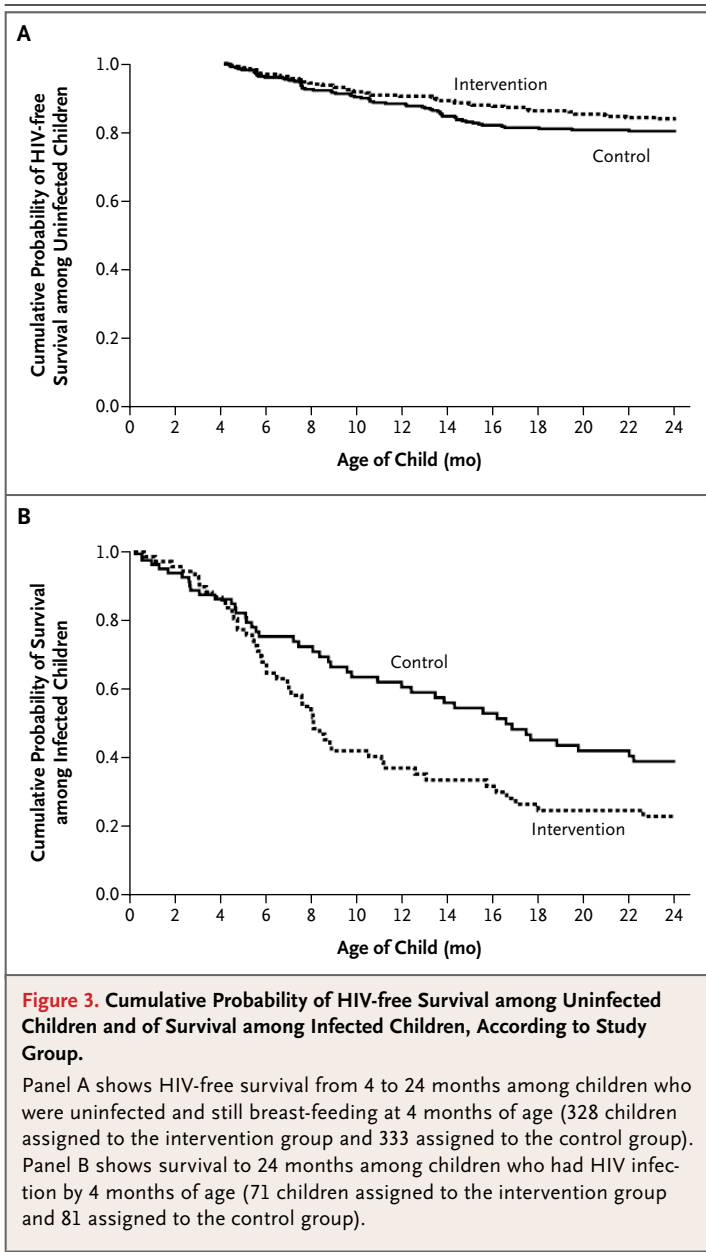 A
Cumulative Probability of HIV-free
Survival among Uninfected Children
1.0
0.8
0.6
0.4
0.2
0.0
Intervention
Control
0 2 4 6 8 10 12 14 16 18 20 22 24
Age of Child (mo)
B
Cumulative Probability of Survival
among Infected Children
1.0
0.8
0.6
0.4
0.2
0.0
Control
Intervention
0 2 4 6 8 10 12 14 16 18 20 22 24
Age of Child (mo)
Figure 3. Cumulative Probability of HIV-free Survival among Uninfected
Children and of Survival among Infected Children, According to Study
Group.
Panel A shows HIV-free survival from 4 to 24 months among children who
were uninfected and still breast-feeding at 4 months of age (328 children
assigned to the intervention group and 333 assigned to the control group).
Panel B shows survival to 24 months among children who had HIV infec-
tion by 4 months of age (71 children assigned to the intervention group
and 81 assigned to the control group).